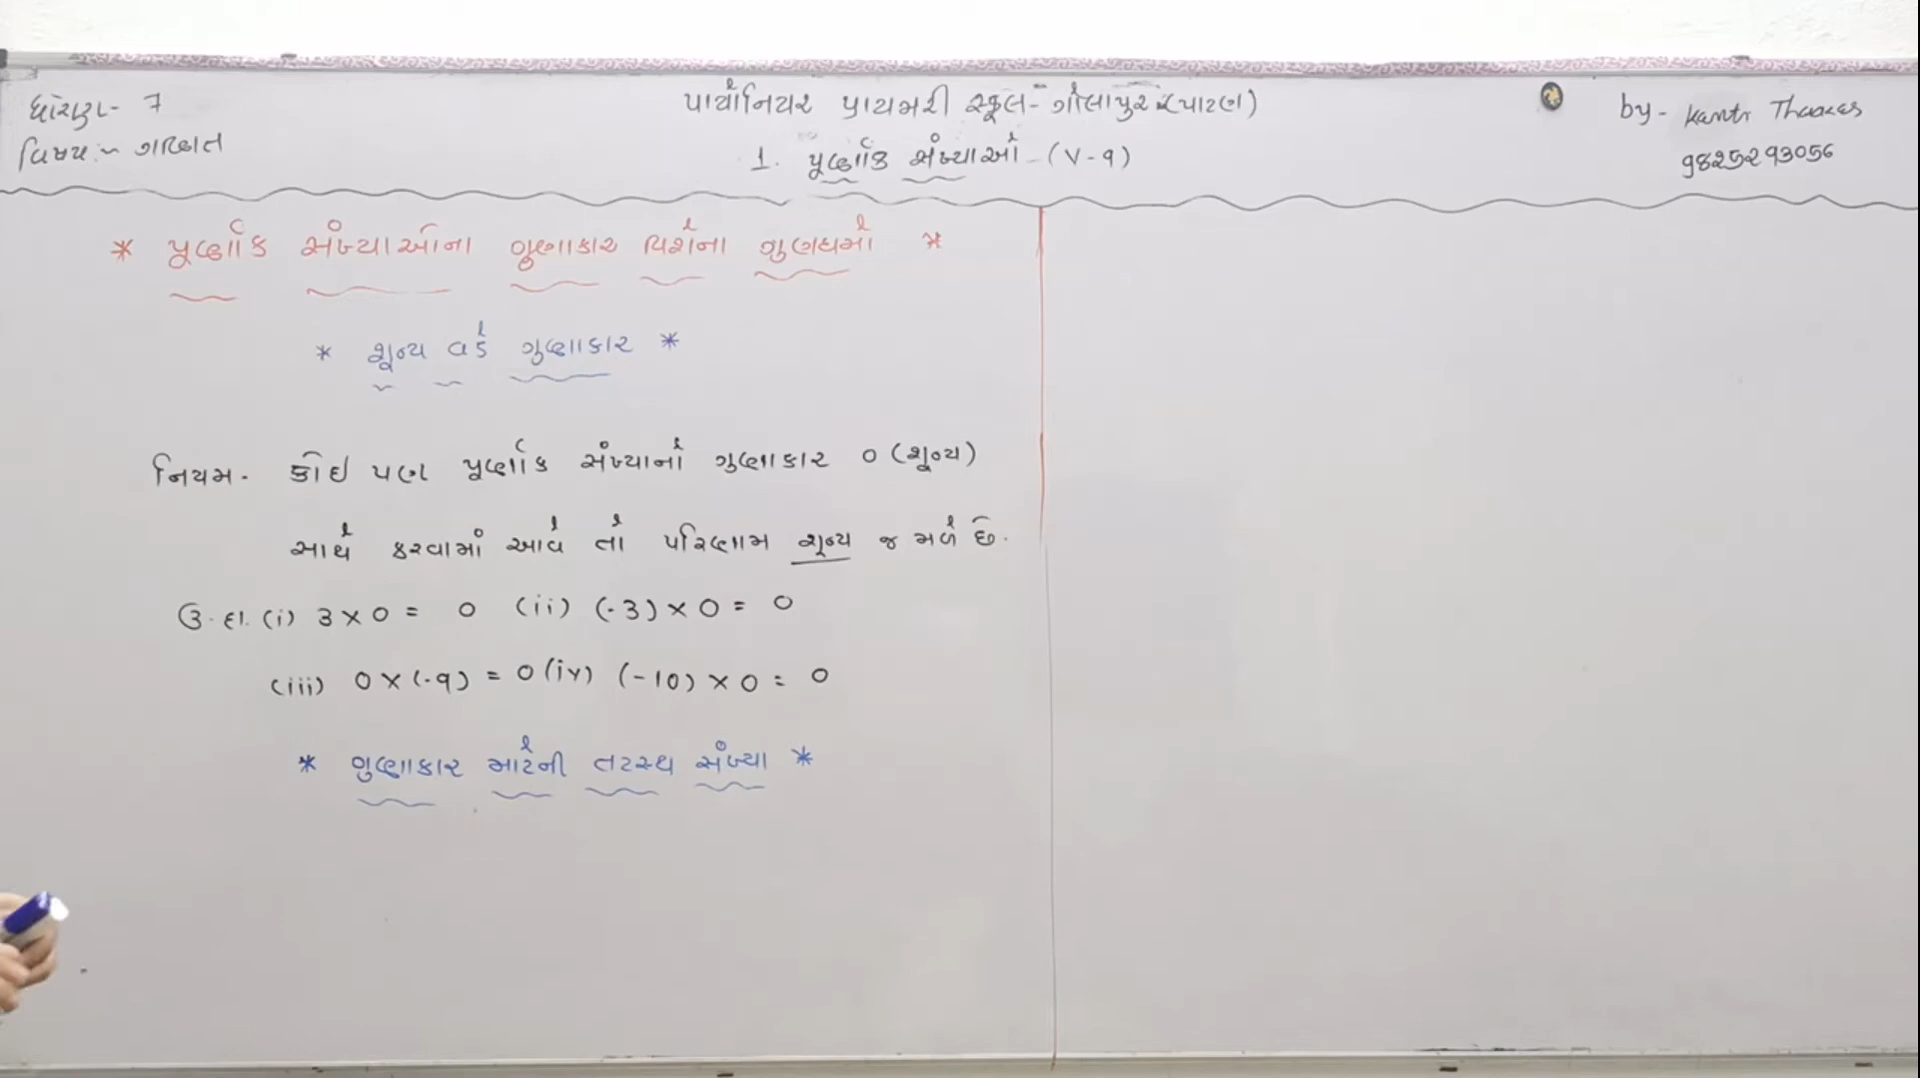 ધોરણ- 7
વિષય :- ગણિત
પાયોનિયર પ્રાયમરી સ્કૂલ - ગોલાપુર (પાટણ)
1. પૂર્ણાંક સંખ્યાઓ - (V-9)
by - Kanti Thakor
9825293056
* પૂર્ણાંક સંખ્યાઓના ગુણાકાર વિશેના ગુણધર્મો *
* શૂન્ય વડે ગુણાકાર *
નિયમ - કોઈ પણ પૂર્ણાંક સંખ્યાનો ગુણાકાર 0 (શૂન્ય)
સાથે કરવામાં આવે તો પરિણામ શૂન્ય જ મળે છે.
ઉ.દા. (i) 3 × 0 = 0 (ii) (-3) × 0 = 0
(iii) 0 × (-9) = 0 (iv) (-10) × 0 = 0
* ગુણાકાર માટેની તટસ્થ સંખ્યા *